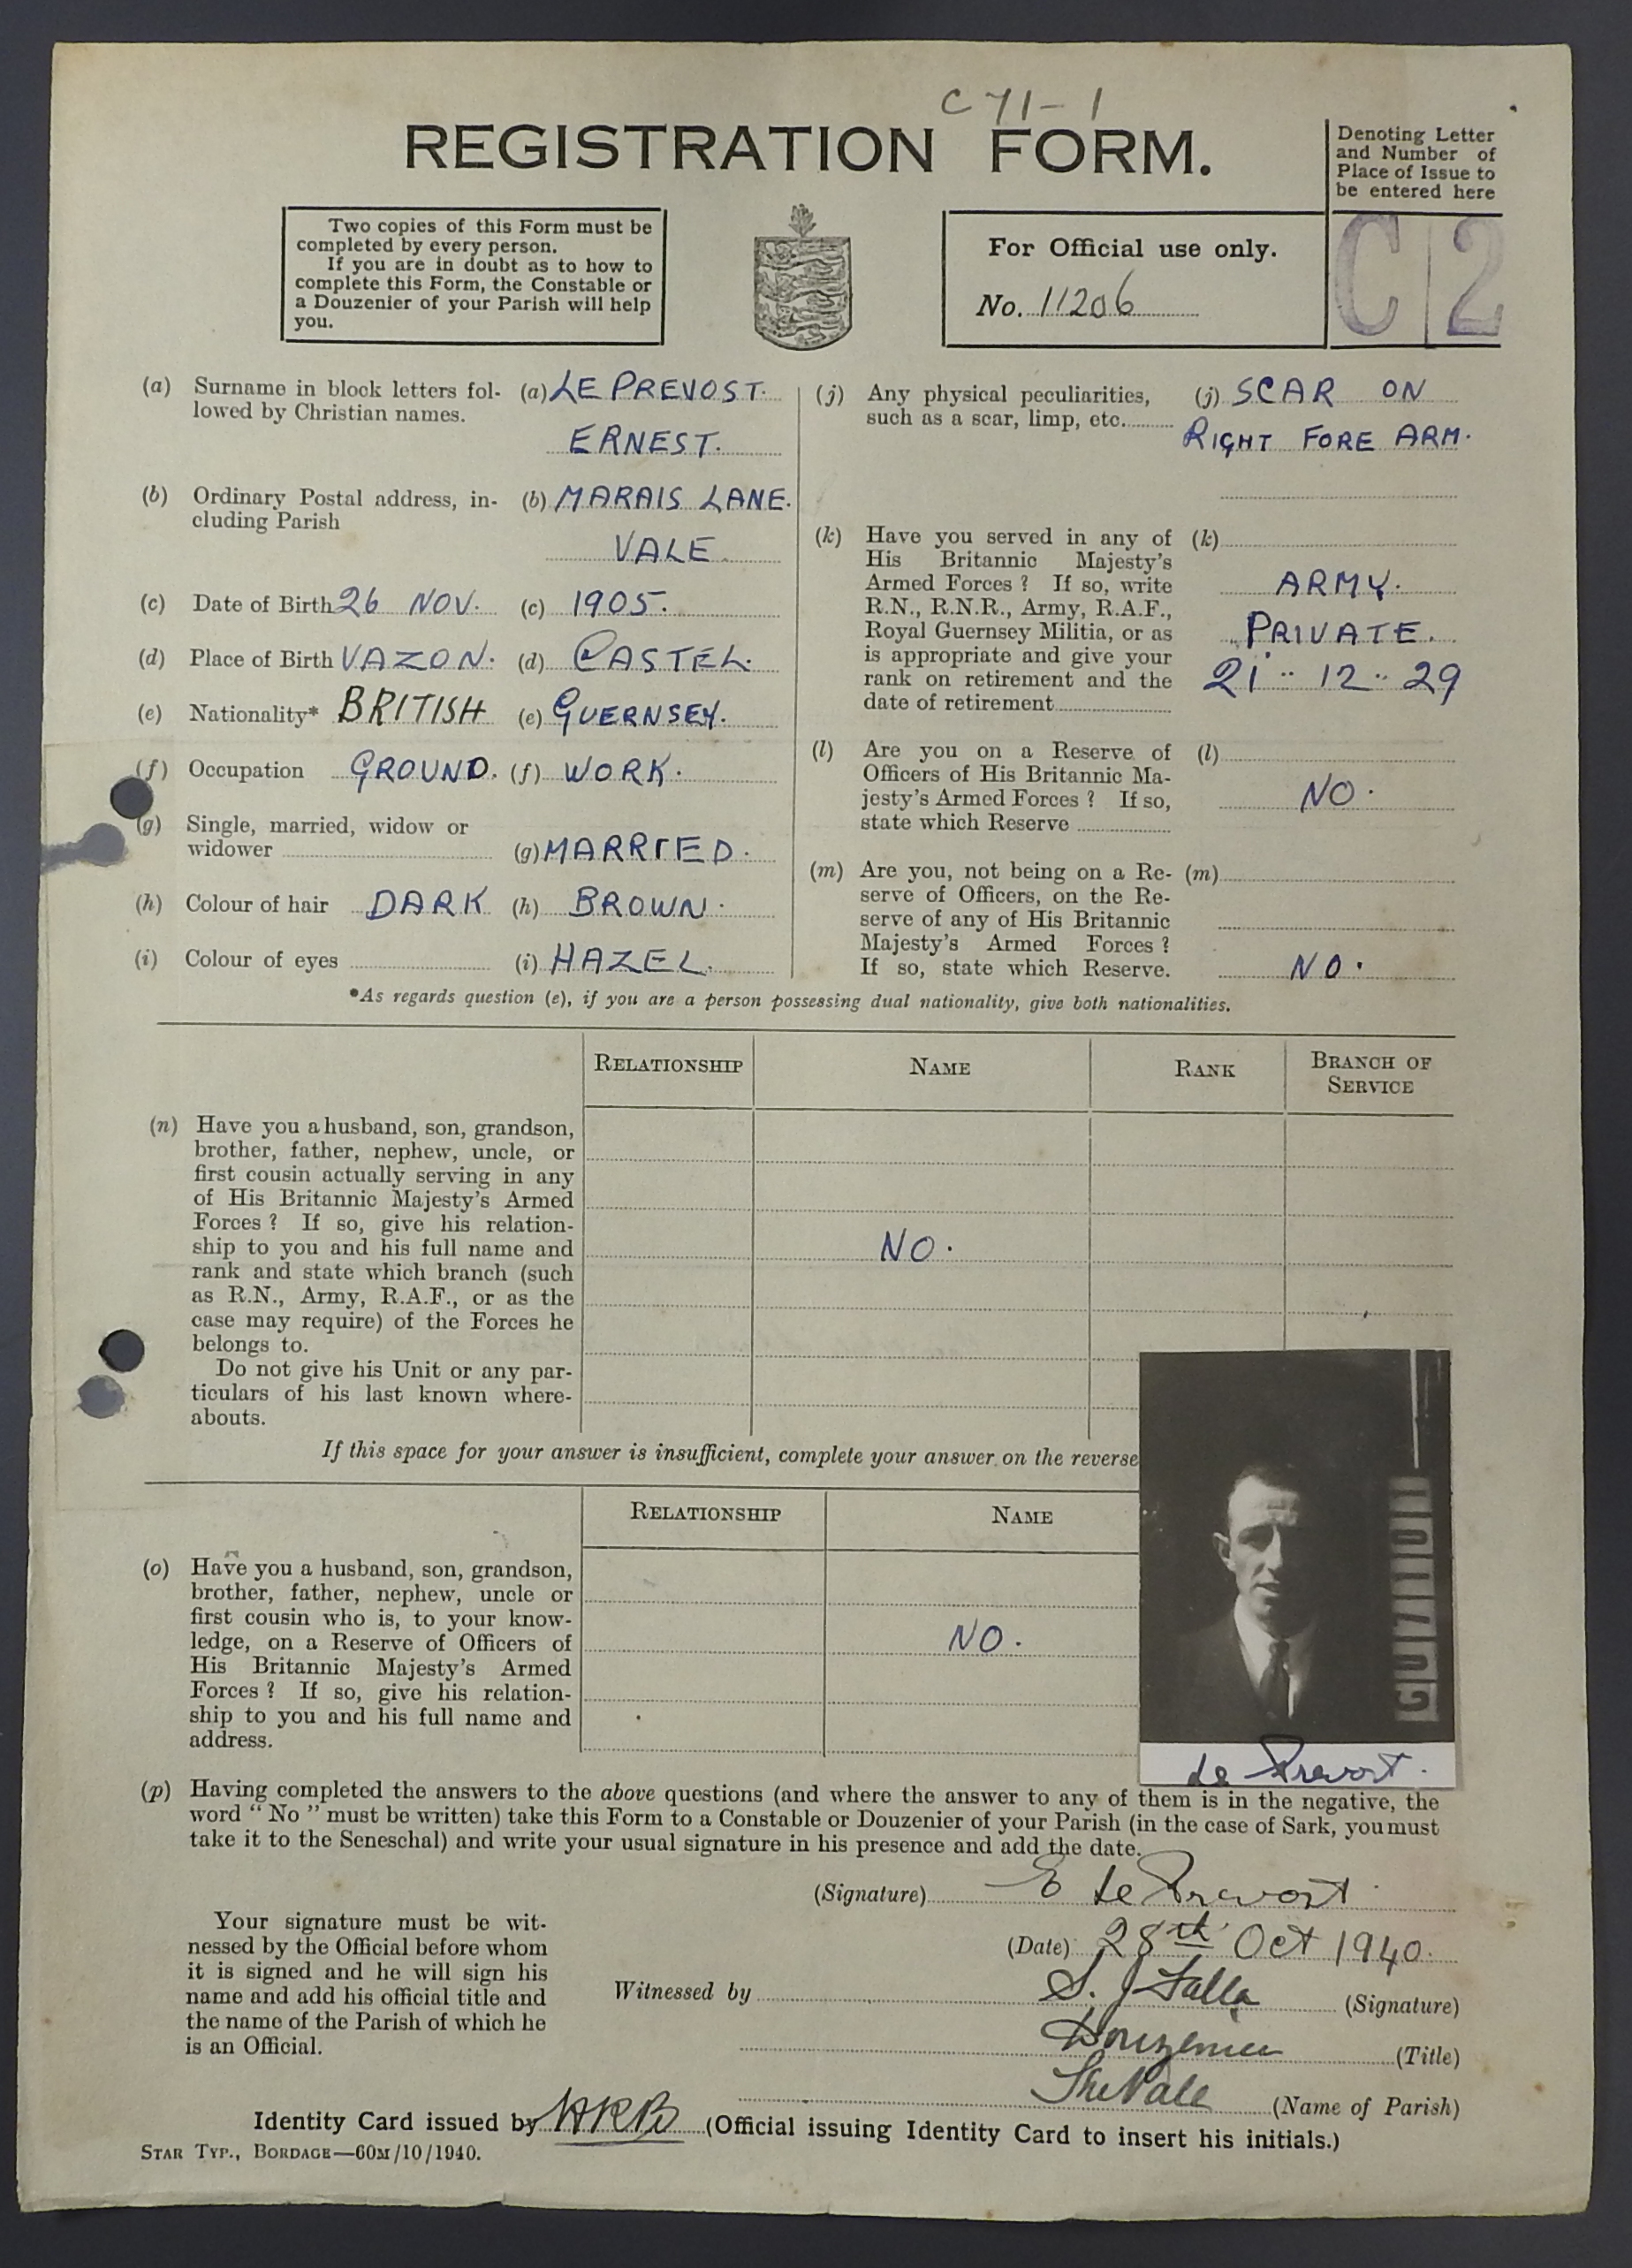 C 71-1
REGISTRATION FORM.
Denoting Letter
and Number of
Place of Issue to
be entered here
C 2
Two copies of this Form must be
completed by every person.
If you are in doubt as to how to
complete this Form, the Constable or
a Douzenier of your Parish will help
you.
For Official use only.
No. 11206
(a) Surname in block letters fol- (a) LE PREVOST.
lowed by Christian names.
ERNEST.
(b) Ordinary Postal address, in- (b) MARAIS LANE.
cluding Parish
VALE
(c) Date of Birth 26 NOV. (c) 1905.
(d) Place of Birth VAZON. (d) CASTEL.
(e) Nationality* BRITISH (e) GUERNSEY.
(f) Occupation GROUND. (f) WORK.
(g) Single, married, widow or
widower (g) MARRIED.
(h) Colour of hair DARK (h) BROWN.
(i) Colour of eyes (i) HAZEL.
(j) Any physical peculiarities, (j) SCAR ON
such as a scar, limp, etc. RIGHT FORE ARM.
(k) Have you served in any of (k)
His Britannic Majesty's
Armed Forces ? If so, write ARMY.
R.N., R.N.R., Army, R.A.F.,
Royal Guernsey Militia, or as PRIVATE.
is appropriate and give your
rank on retirement and the 21-12-29
date of retirement
(l) Are you on a Reserve of (l)
Officers of His Britannic Ma-
jesty's Armed Forces ? If so, NO.
state which Reserve
(m) Are you, not being on a Re- (m)
serve of Officers, on the Re-
serve of any of His Britannic
Majesty's Armed Forces ?
If so, state which Reserve. NO.
*As regards question (e), if you are a person possessing dual nationality, give both nationalities.
RELATIONSHIP NAME RANK BRANCH OF
SERVICE
(n) Have you a husband, son, grandson,
brother, father, nephew, uncle, or
first cousin actually serving in any
of His Britannic Majesty's Armed
Forces ? If so, give his relation-
ship to you and his full name and NO.
rank and state which branch (such
as R.N., Army, R.A.F., or as the
case may require) of the Forces he
belongs to.
Do not give his Unit or any par-
ticulars of his last known where-
abouts.
If this space for your answer is insufficient, complete your answer on the reverse
RELATIONSHIP NAME
(o) Have you a husband, son, grandson,
brother, father, nephew, uncle or
first cousin who is, to your know-
ledge, on a Reserve of Officers of NO.
His Britannic Majesty's Armed
Forces ? If so, give his relation-
ship to you and his full name and
address.
Le Prevost.
(p) Having completed the answers to the above questions (and where the answer to any of them is in the negative, the
word "No" must be written) take this Form to a Constable or Douzenier of your Parish (in the case of Sark, you must
take it to the Seneschal) and write your usual signature in his presence and add the date.
(Signature) E Le Prevost
(Date) 28th Oct 1940.
Your signature must be wit-
nessed by the Official before whom
it is signed and he will sign his
name and add his official title and
the name of the Parish of which he
is an Official.
Witnessed by S. J Falla (Signature)
Douzenier (Title)
The Vale (Name of Parish)
Identity Card issued by HRB (Official issuing Identity Card to insert his initials.)
STAR TYP., BORDAGE—60M/10/1940.